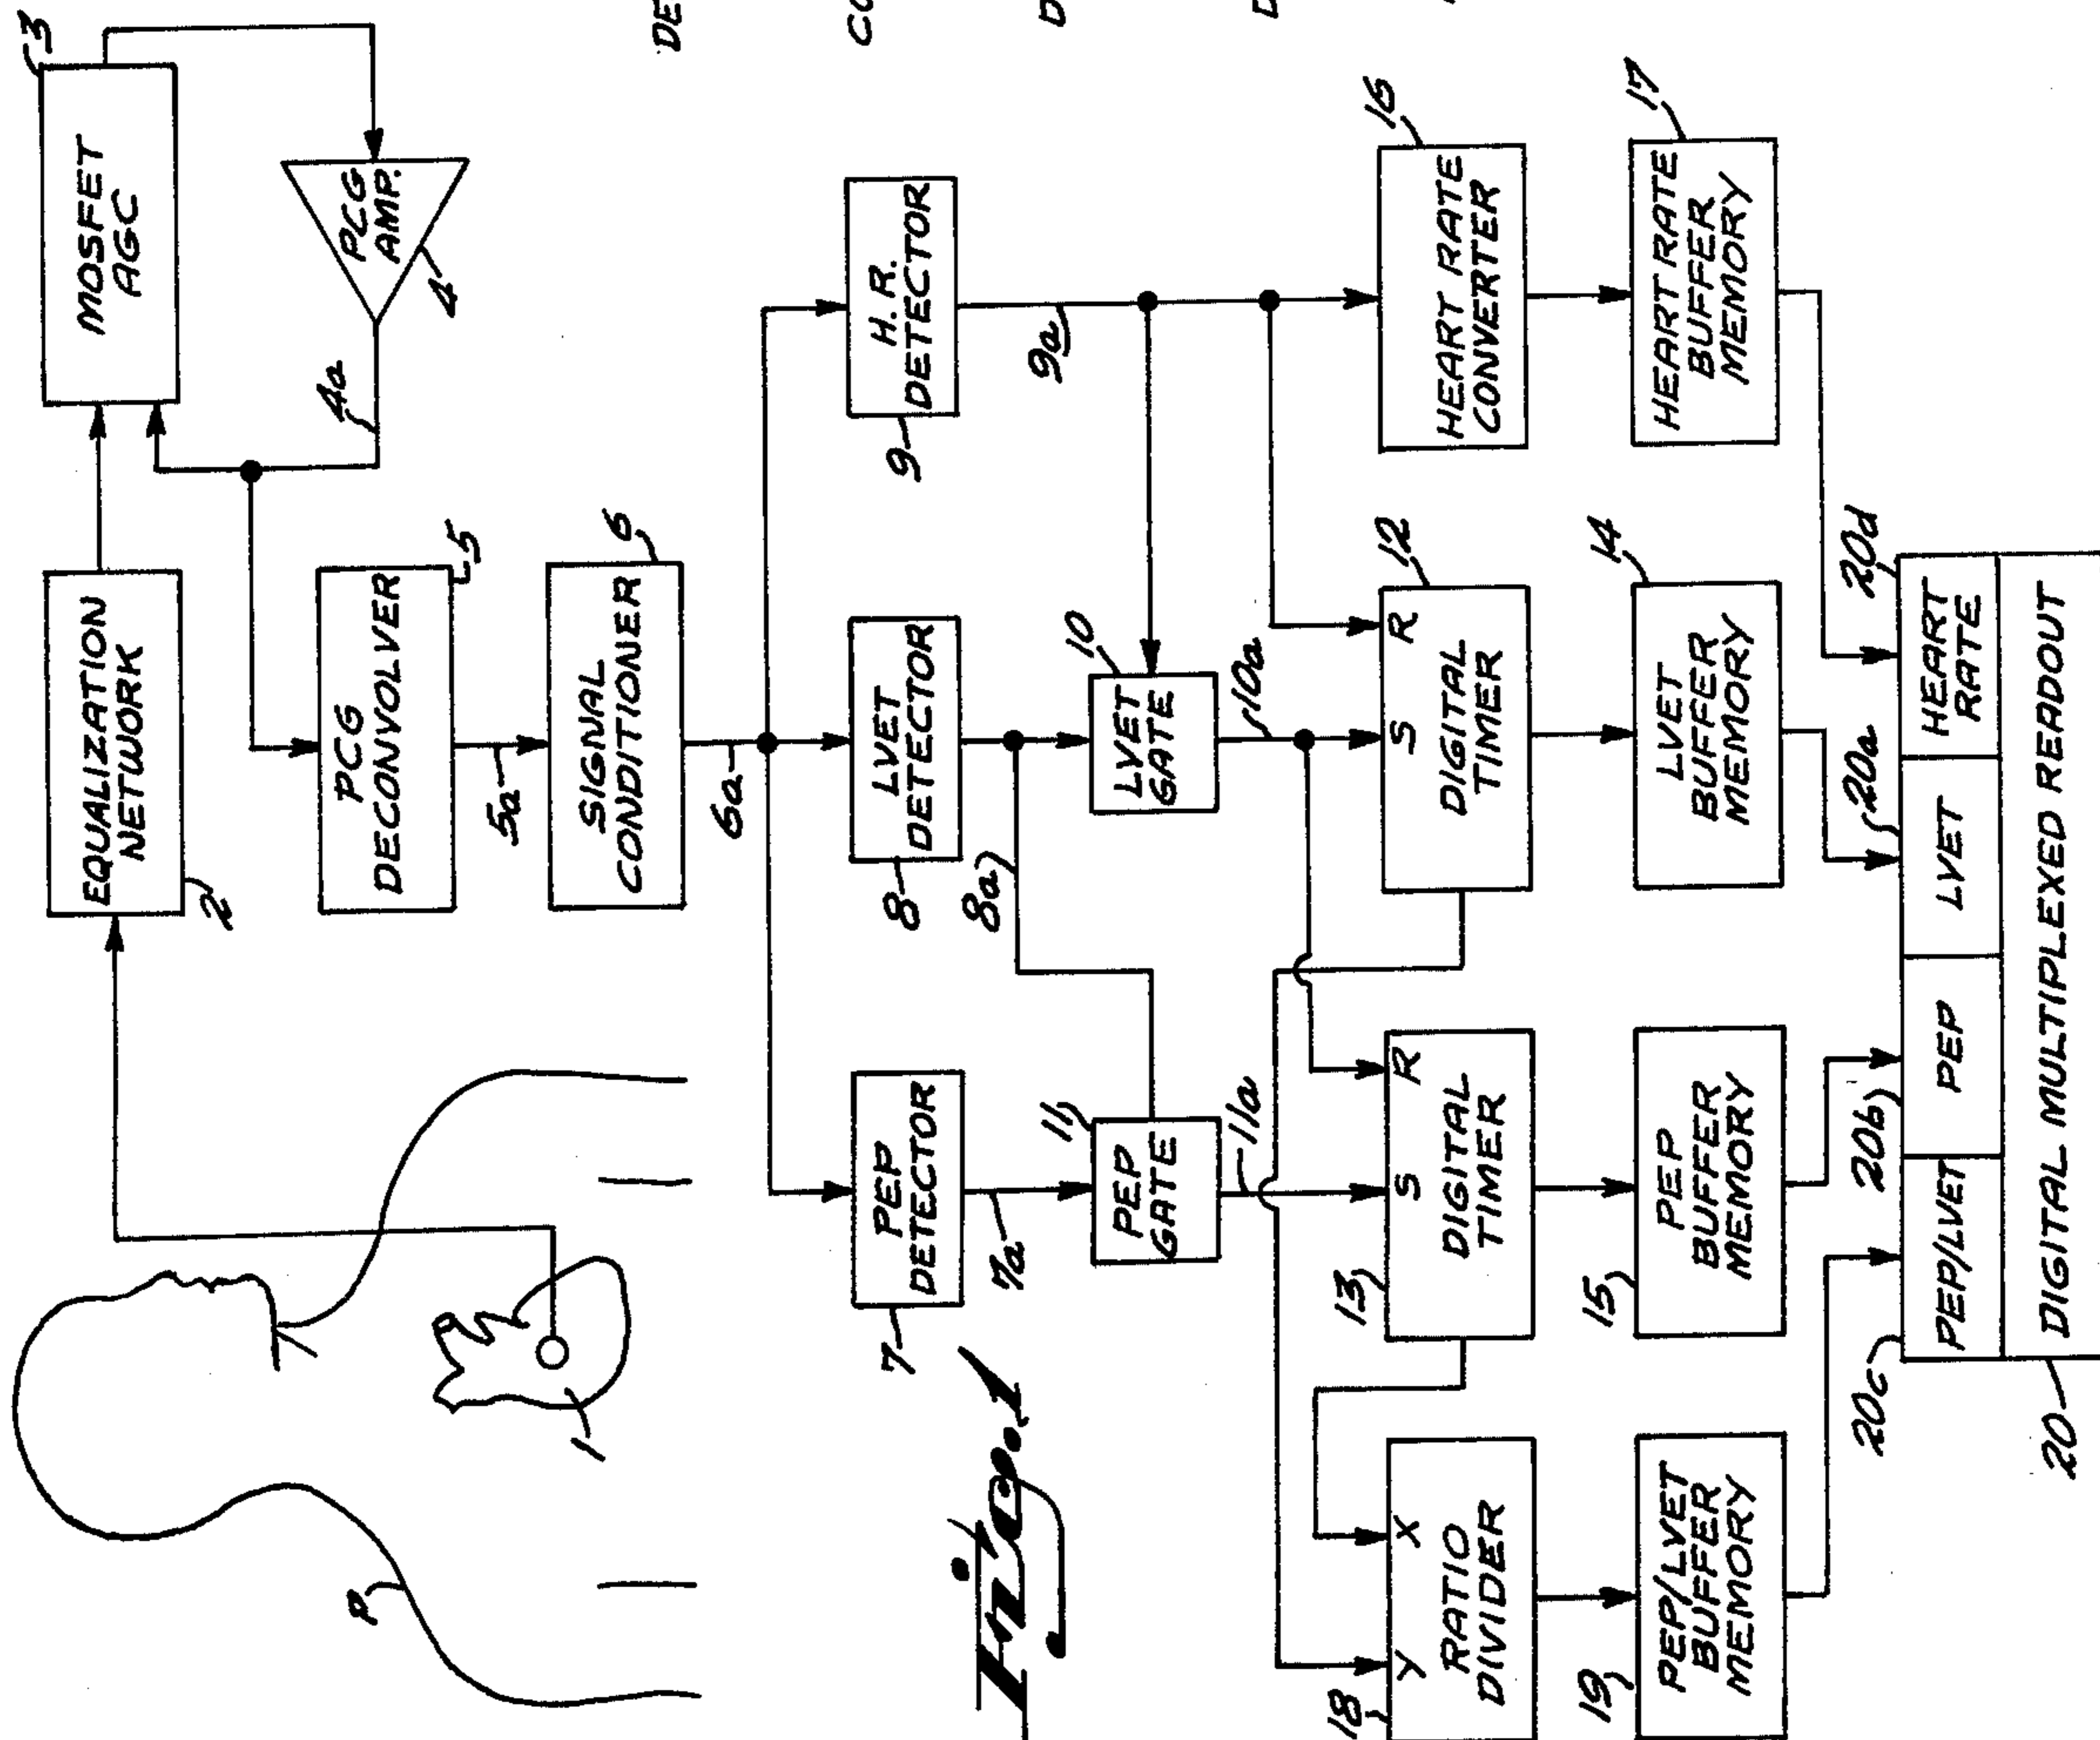 3
MOSFET
AGC
PCG
AMP.
4
4a
EQUALIZATION
NETWORK
2
PCG
DECONVOLVER
5
5a
SIGNAL
CONDITIONER
6
6a
P
1
H.R.
DETECTOR
9
9a
LVET
DETECTOR
8
8a
PEP
DETECTOR
7
7a
LVET
GATE
10
10a
PEP
GATE
11
11a
Fig. 1
HEART RATE
CONVERTER
16
S R
DIGITAL
TIMER
12
S R
DIGITAL
TIMER
13
Y X
RATIO
DIVIDER
18
HEART RATE
BUFFER
MEMORY
17
LVET
BUFFER
MEMORY
14
PEP
BUFFER
MEMORY
15
PEP/LVET
BUFFER
MEMORY
19
20c
PEP/LVET
20b
PEP
20a
LVET
20d
HEART
RATE
DIGITAL MULTIPLEXED READOUT
20
DE
CO
D
D